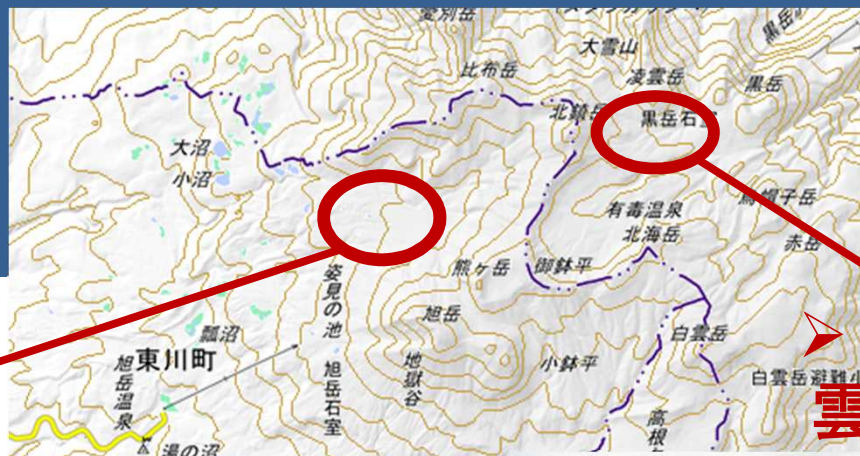 大雪山
比布岳
凌雲岳
黒岳
黒岳
北鎮岳
黒岳石室
大沼
小沼
有毒温泉
烏帽子岳
北海岳
赤岳
姿見の池
熊ヶ岳
御鉢平
旭岳
瓢沼
白雲岳
東川町
旭岳温泉
旭岳石室
地獄谷
小鉢平
白雲岳避難小
高根
湯の沼
雲